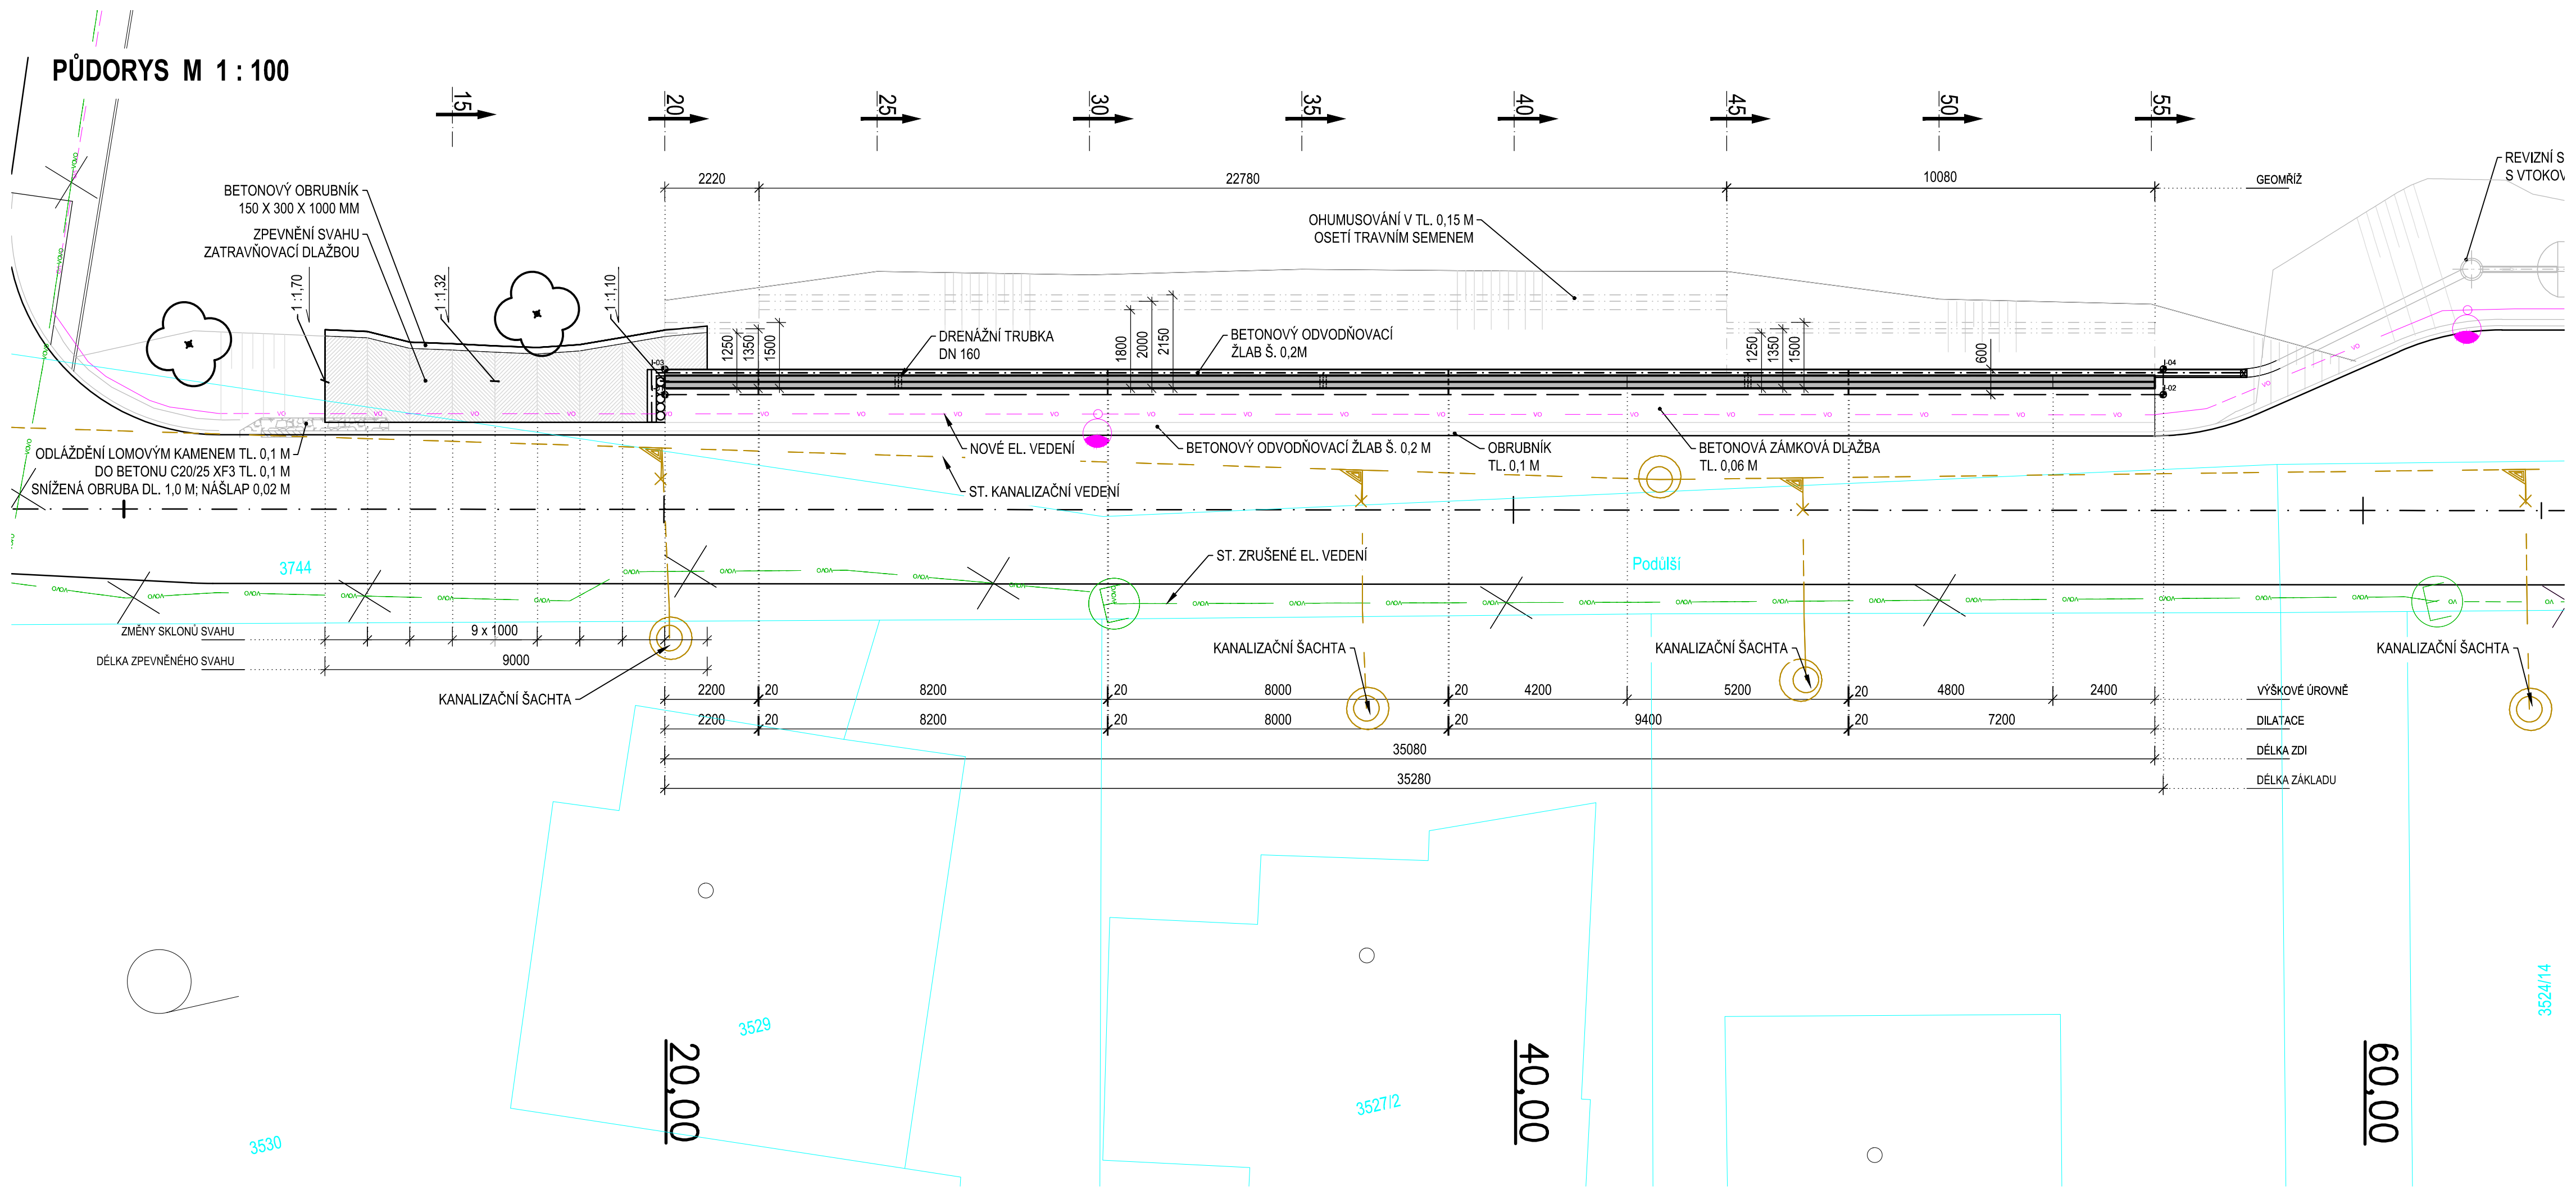 PŮDORYS M 1 : 100
15
20
25
30
35
40
45
50
55
2220
22780
10080
GEOMŘÍŽ
REVIZNÍ Š
S VTOKOV
BETONOVÝ OBRUBNÍK
150 X 300 X 1000 MM
ZPEVNĚNÍ SVAHU
ZATRAVŇOVACÍ DLAŽBOU
OHUMUSOVÁNÍ V TL. 0,15 M
OSETÍ TRAVNÍM SEMENEM
1 :1,70
1 :1,32
1 :1,10
1250
1350
1500
DRENÁŽNÍ TRUBKA
DN 160
1800
2000
2150
BETONOVÝ ODVODŇOVACÍ
ŽLAB Š. 0,2M
1250
1350
1500
600
I-03
I-04
I-02
ODLÁŽDĚNÍ LOMOVÝM KAMENEM TL. 0,1 M
DO BETONU C20/25 XF3 TL. 0,1 M
SNÍŽENÁ OBRUBA DL. 1,0 M; NÁŠLAP 0,02 M
NOVÉ EL. VEDENÍ
BETONOVÝ ODVODŇOVACÍ ŽLAB Š. 0,2 M
OBRUBNÍK
TL. 0,1 M
BETONOVÁ ZÁMKOVÁ DLAŽBA
TL. 0,06 M
ST. KANALIZAČNÍ VEDENÍ
ST. ZRUŠENÉ EL. VEDENÍ
3744
Podůlší
ZMĚNY SKLONŮ SVAHU
9 x 1000
DÉLKA ZPEVNĚNÉHO SVAHU
9000
KANALIZAČNÍ ŠACHTA
KANALIZAČNÍ ŠACHTA
KANALIZAČNÍ ŠACHTA
KANALIZAČNÍ ŠACHTA
2200
20
8200
20
8000
20
4200
5200
20
4800
2400
VÝŠKOVÉ ÚROVNĚ
2200
20
8200
20
8000
20
9400
20
7200
DILATACE
35080
DÉLKA ZDI
35280
DÉLKA ZÁKLADU
3529
3527/2
3530
3524/14
20,00
40,00
60,00